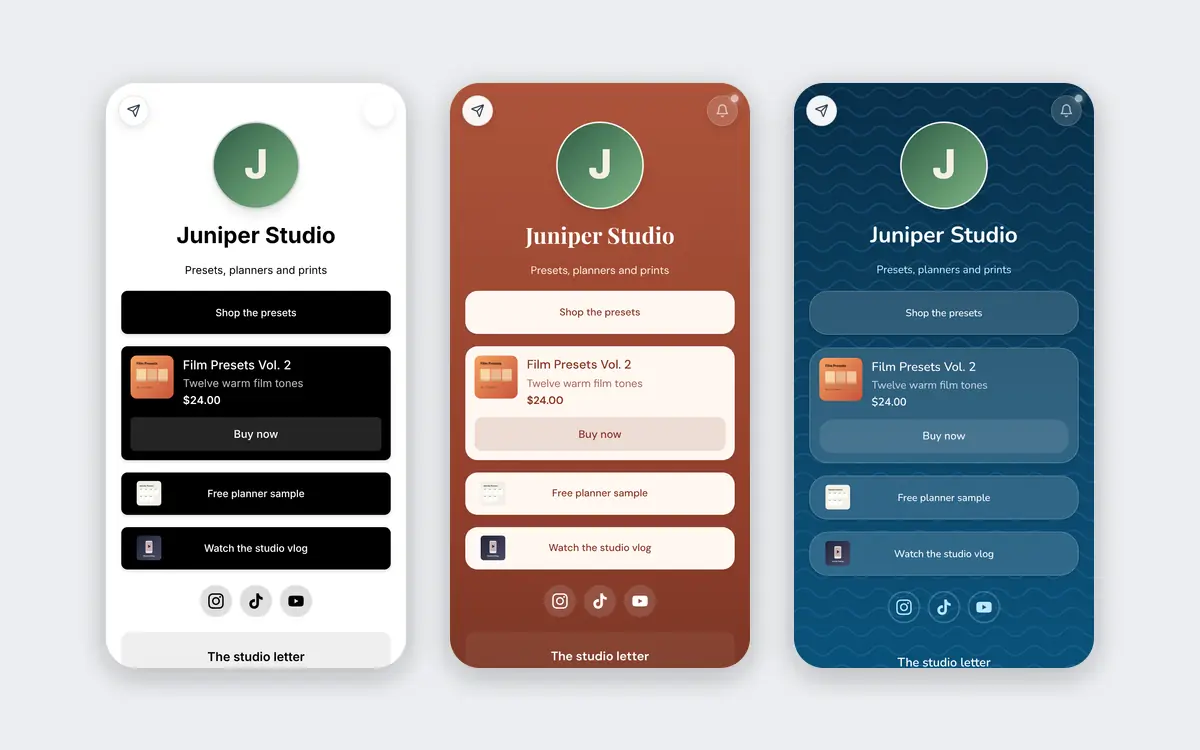 J
Juniper Studio
Presets, planners and prints
Shop the presets
Film Presets Vol. 2
Twelve warm film tones
$24.00
Buy now
Free planner sample
Watch the studio vlog
The studio letter
J
Juniper Studio
Presets, planners and prints
Shop the presets
Film Presets Vol. 2
Twelve warm film tones
$24.00
Buy now
Free planner sample
Watch the studio vlog
The studio letter
J
Juniper Studio
Presets, planners and prints
Shop the presets
Film Presets Vol. 2
Twelve warm film tones
$24.00
Buy now
Free planner sample
Watch the studio vlog
The studio letter